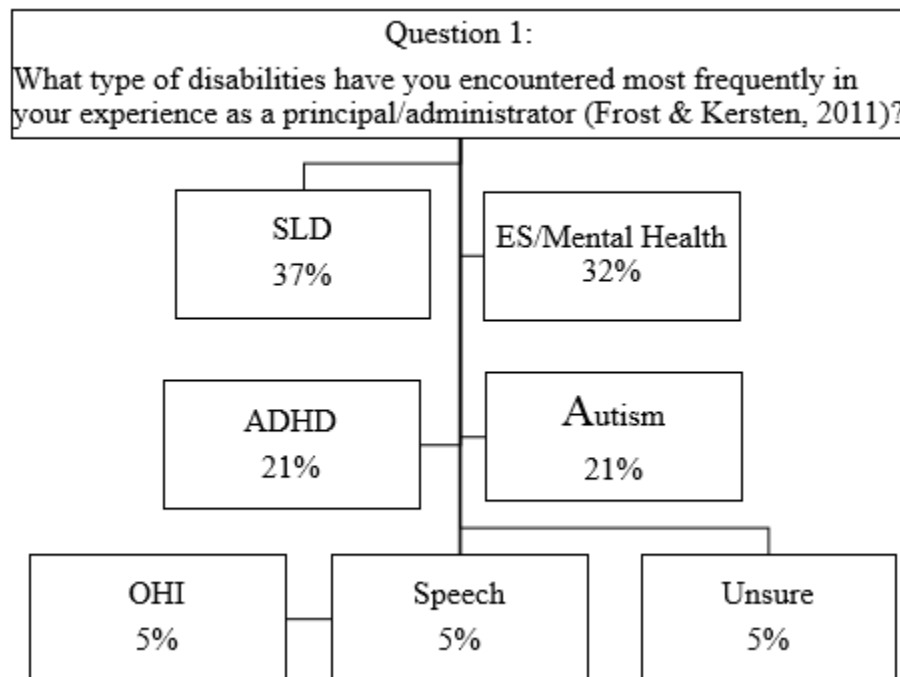 Question 1:
What type of disabilities have you encountered most frequently in
your experience as a principal/administrator (Frost & Kersten, 2011)?
SLD
37%
ES/Mental Health
32%
ADHD
21%
Autism
21%
OHI
5%
Speech
5%
Unsure
5%